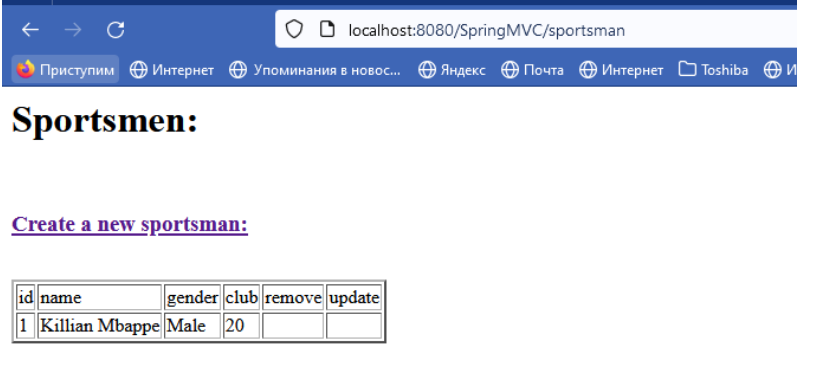 localhost:8080/SpringMVC/sportsman
Приступим Интернет Упоминания в новос... Яндекс Почта Интернет Toshiba И
Sportsmen:
Create a new sportsman:
id name gender club remove update
1 Killian Mbappe Male 20